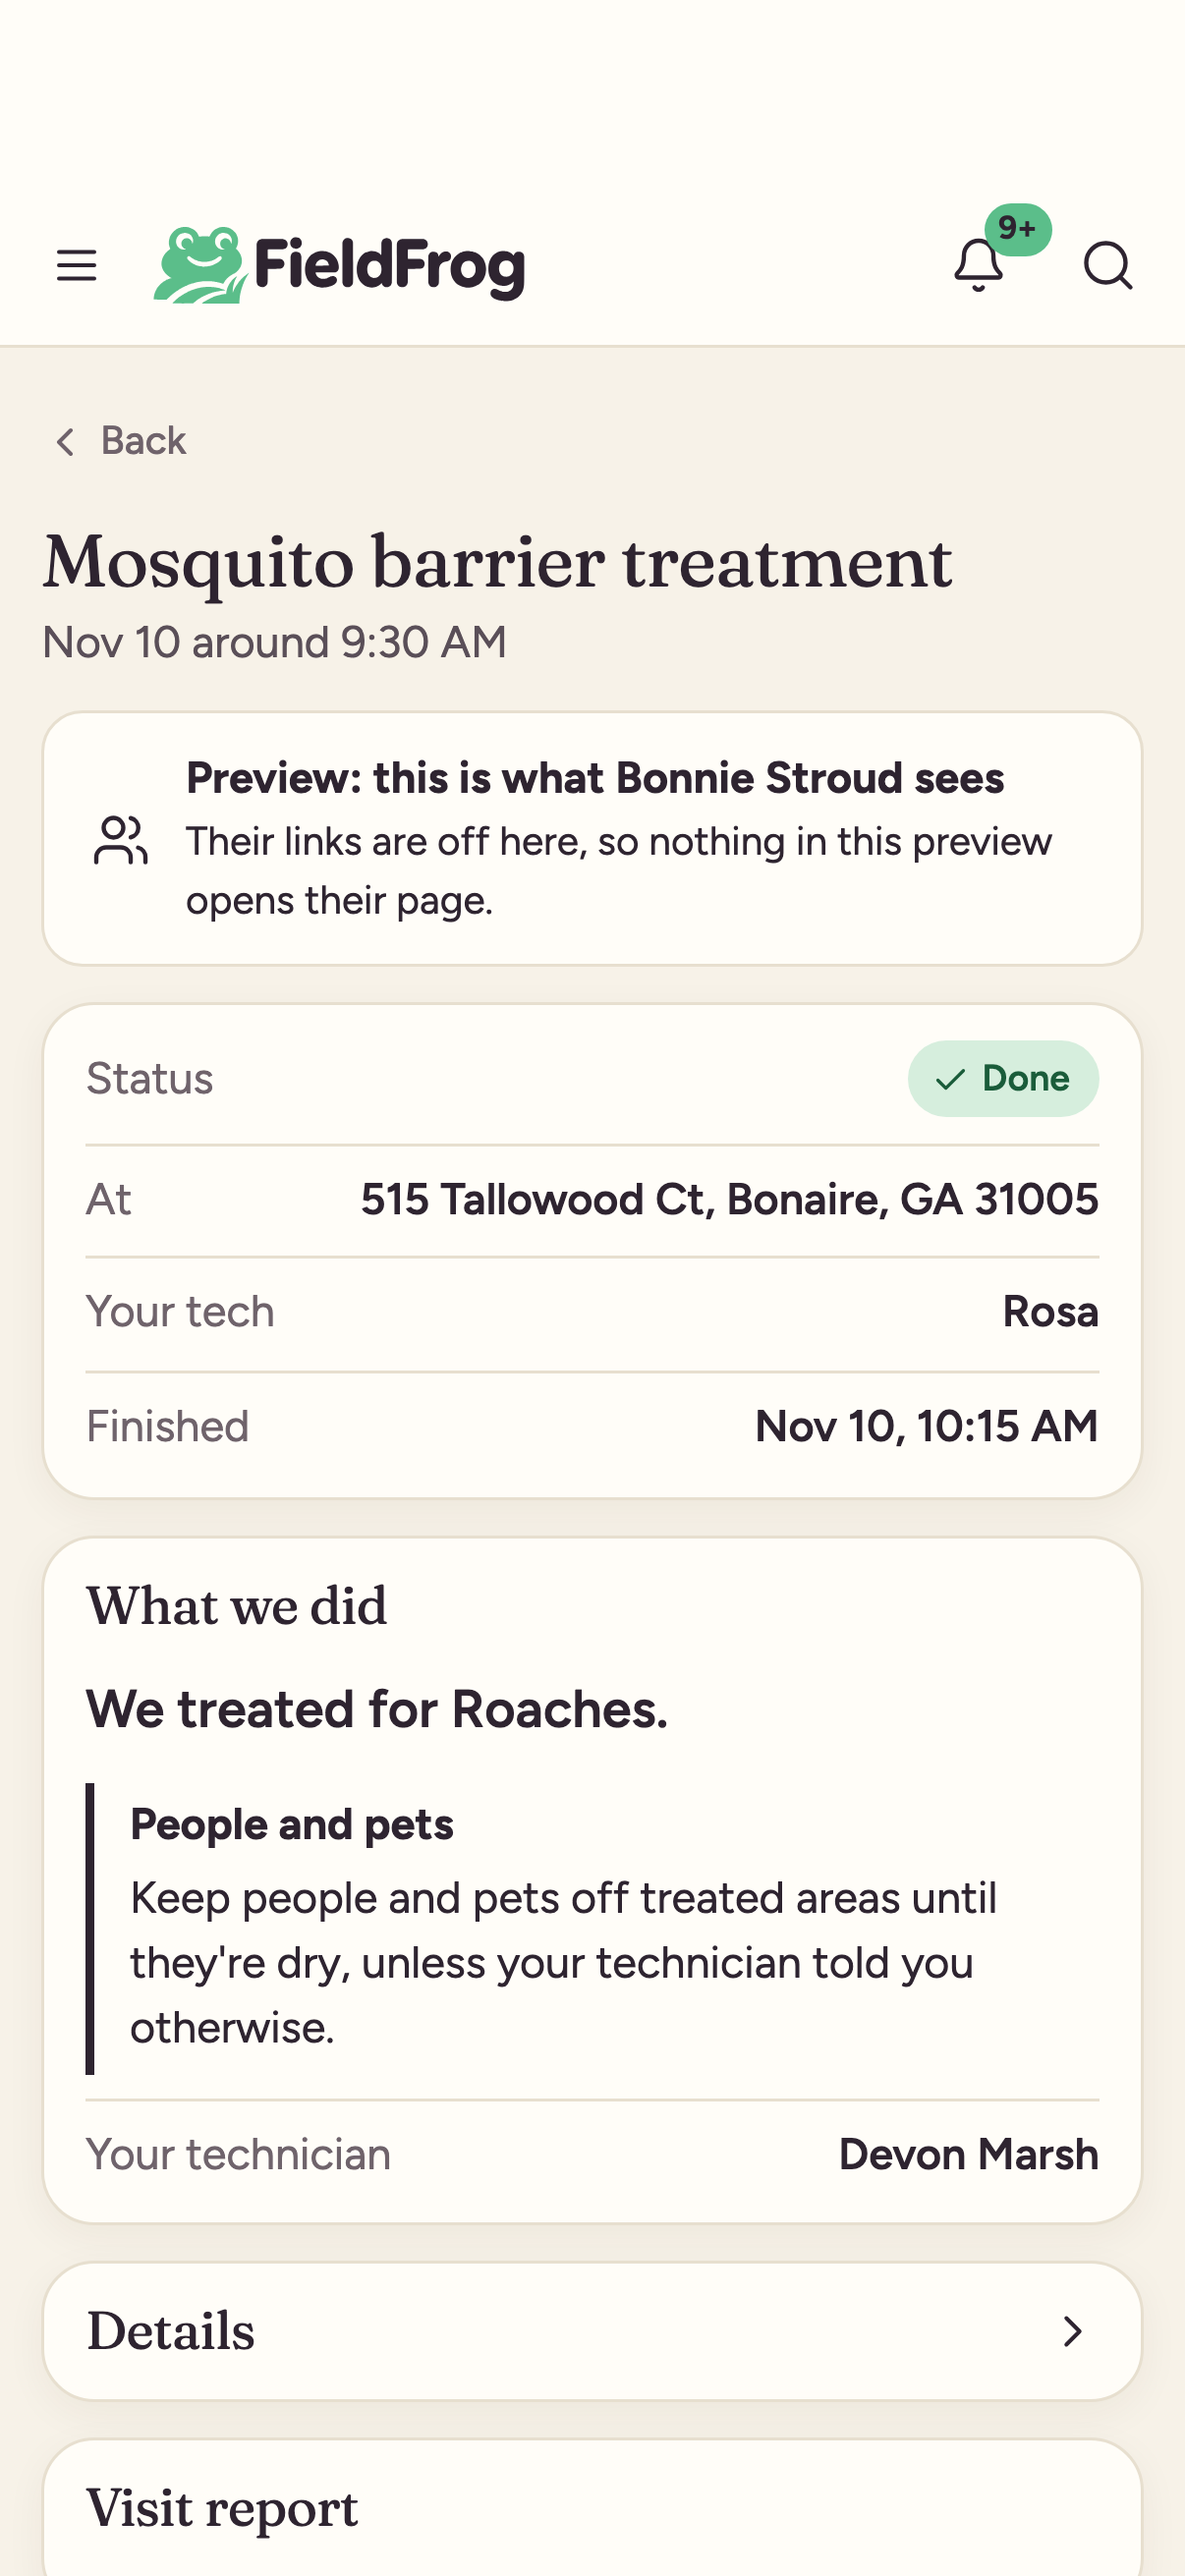 FieldFrog
9+
Back
Mosquito barrier treatment
Nov 10 around 9:30 AM
Preview: this is what Bonnie Stroud sees
Their links are off here, so nothing in this preview
opens their page.
Status
Done
At
515 Tallowood Ct, Bonaire, GA 31005
Your tech
Rosa
Finished
Nov 10, 10:15 AM
What we did
We treated for Roaches.
People and pets
Keep people and pets off treated areas until
they're dry, unless your technician told you
otherwise.
Your technician
Devon Marsh
Details
Visit report